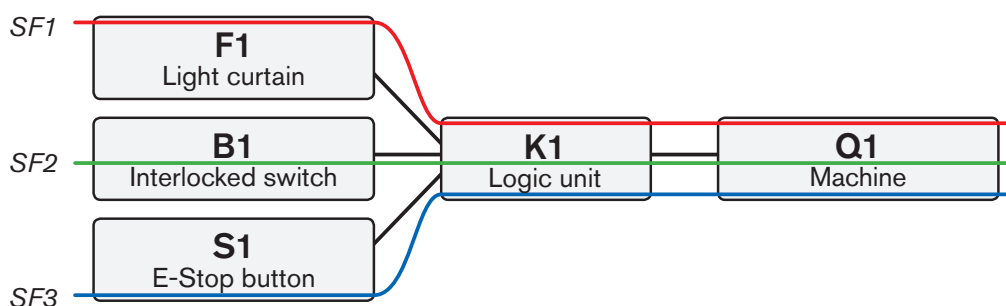 SF1
F1
Light curtain
SF2
B1
Interlocked switch
K1
Logic unit
Q1
Machine
S1
E-Stop button
SF3